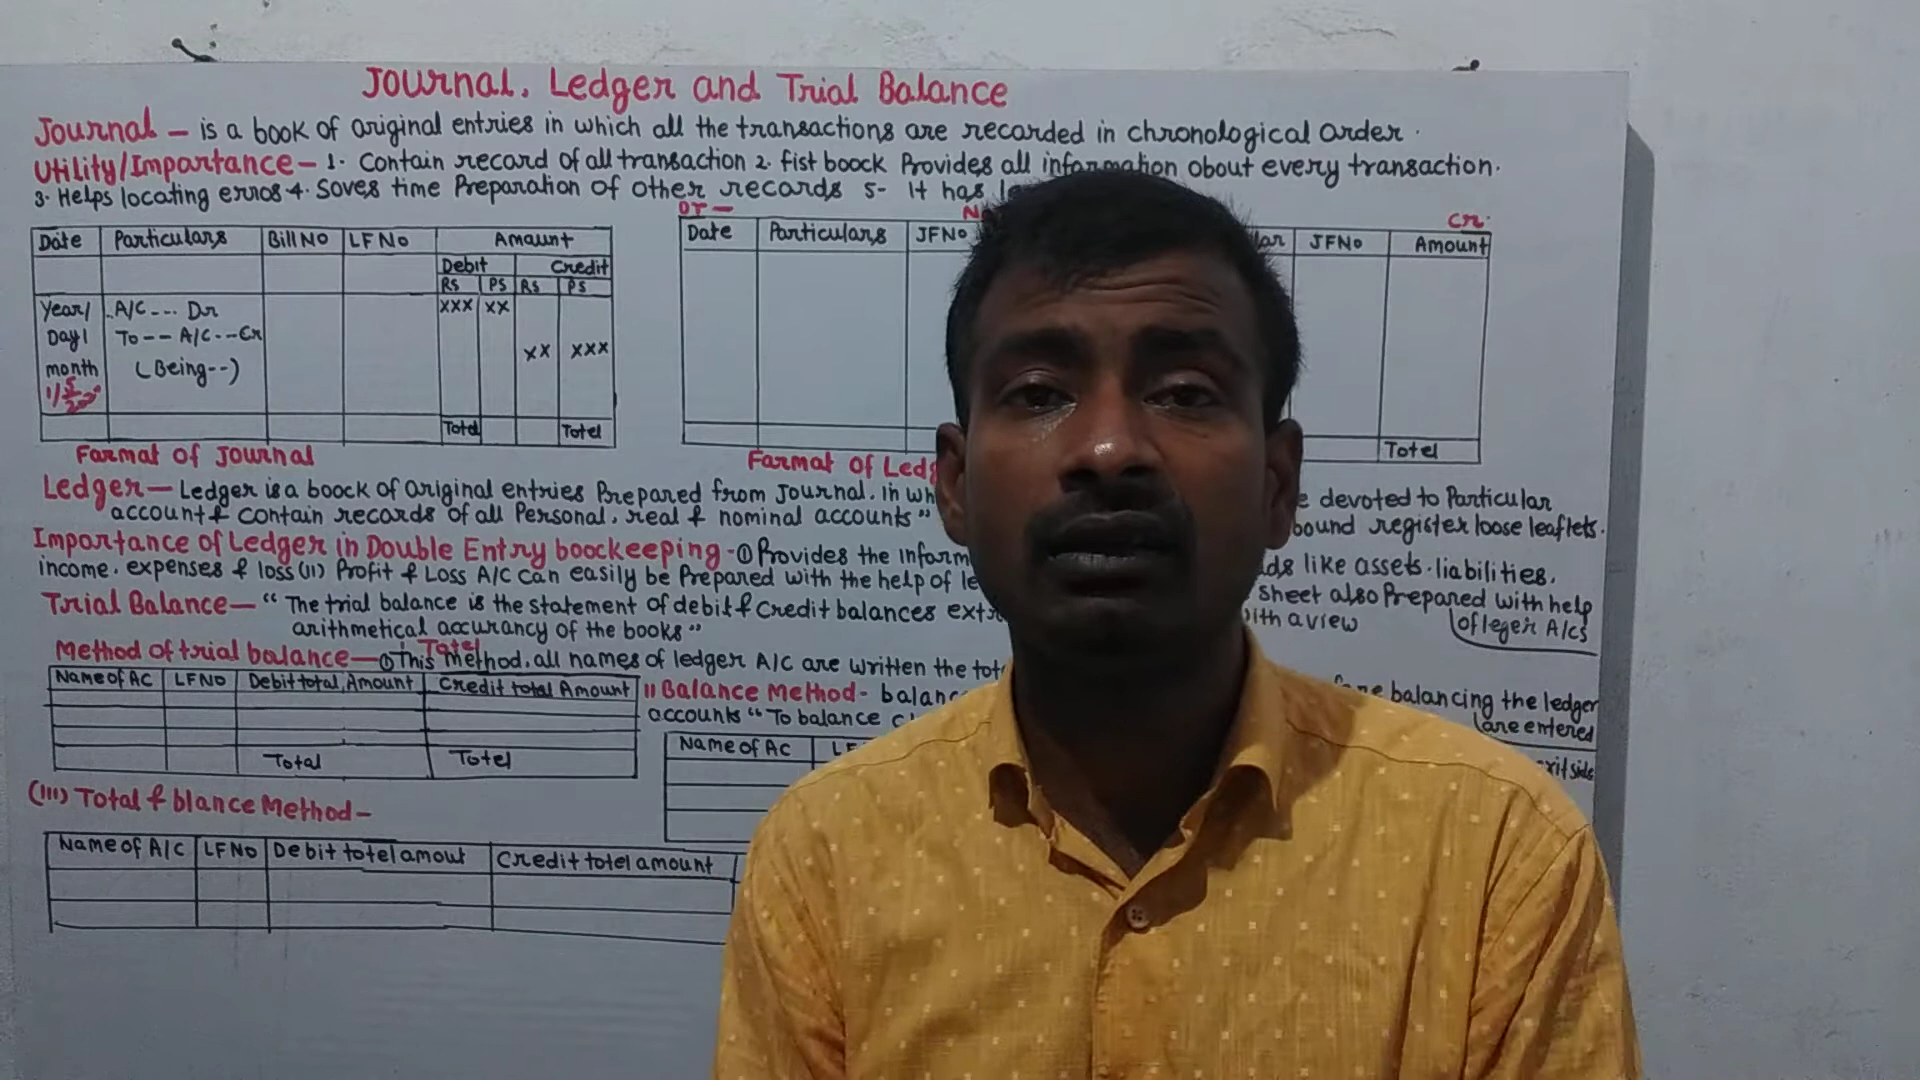 Journal, Ledger and Trial Balance
Journal – is a book of original entries in which all the transactions are recarded in chronological order.
Utility/Importance – 1. Contain record of all transaction 2. fist boock Provides all information obout every transaction.
3. Helps locating erros 4. Soves time Preparation of other recards 5- It has
Date Particulars Bill No LF No Amaunt
Debit Credit
Rs Ps Rs Ps
Year/ A/C --- Dr xxx xx
Day/ To -- A/C -- Cr xx xxx
month (Being--)
Total Totel
Farmat of Journal
Dr – Cr.
Date Particulars JFNo JFNo Amount
Totel
Farmat of Ledg
Ledger – Ledger is a boock of original entries Prepared from Journal. in wh e devoted to Particular
account & contain records of all Personal, real & nominal accounts" bound register loose leaflets.
Importance of Ledger in Double Entry boockeeping - (I) Provides the inform ds like assets. liabilities.
income. expenses & loss (II) Profit & Loss A/C can easily be Prepared with the help of le sheet also Prepared with help
of leger A/Cs
Trial Balance – "The trial balance is the statement of debit & Credit balances ext ith a view
arithmetical accurancy of the books"
Totel
Method of trial balance – (I) This method, all names of ledger A/C are written the tot re balancing the ledger
Name of AC LFNO Debit total Amount Credit total Amount
Total Totel
II Balance Method - balanc are entered
accounts "To balance
Name of AC
(III) Total & blance Method –
Name of A/C LFNO Debit totel amout Credit totel amount